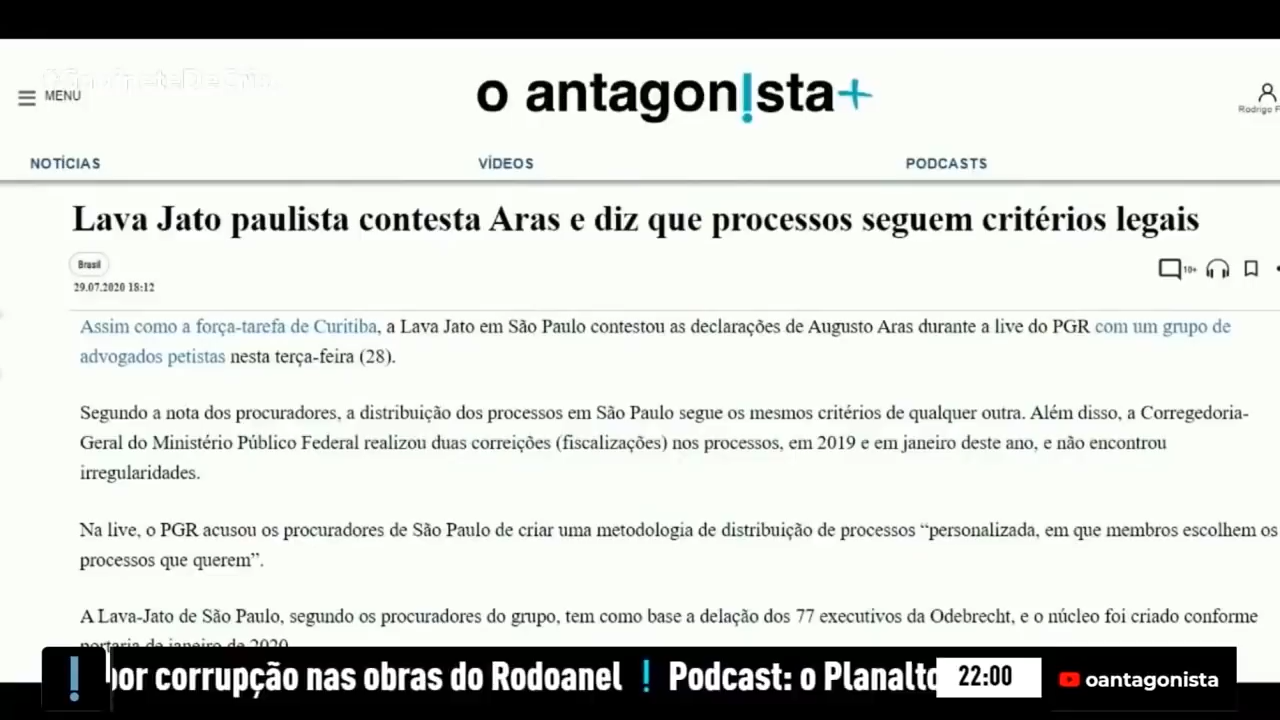 MENU
o antagon!sta+
NOTÍCIAS
VÍDEOS
PODCASTS
Lava Jato paulista contesta Aras e diz que processos seguem critérios legais
Brasil
10+
29.07.2020 18:12
Assim como a força-tarefa de Curitiba, a Lava Jato em São Paulo contestou as declarações de Augusto Aras durante a live do PGR com um grupo de
advogados petistas nesta terça-feira (28).
Segundo a nota dos procuradores, a distribuição dos processos em São Paulo segue os mesmos critérios de qualquer outra. Além disso, a Corregedoria-
Geral do Ministério Público Federal realizou duas correições (fiscalizações) nos processos, em 2019 e em janeiro deste ano, e não encontrou
irregularidades.
Na live, o PGR acusou os procuradores de São Paulo de criar uma metodologia de distribuição de processos “personalizada, em que membros escolhem os
processos que querem”.
A Lava-Jato de São Paulo, segundo os procuradores do grupo, tem como base a delação dos 77 executivos da Odebrecht, e o núcleo foi criado conforme
portaria de janeiro de 2020
! por corrupção nas obras do Rodoanel ! Podcast: o Planalto
22:00
oantagonista